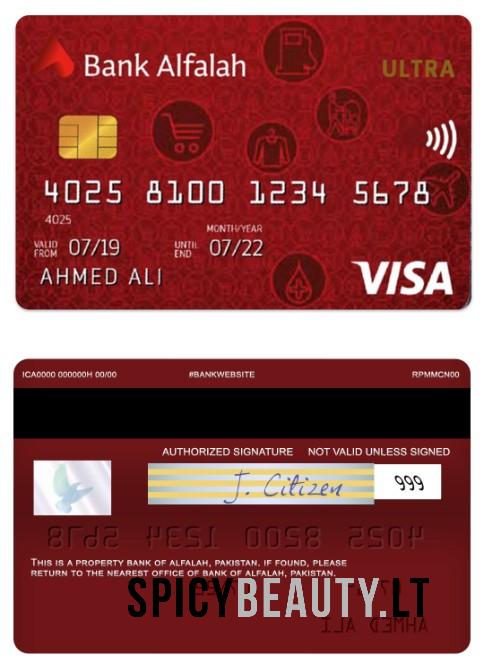 Bank Alfalah
ULTRA
4025 8100 1234 5678
4025
MONTH/YEAR
VALID FROM 07/19 UNTIL END 07/22
AHMED ALI
VISA
ICA0000 000000H 00/00 #BANKWEBSITE RPMMCN00
AUTHORIZED SIGNATURE NOT VALID UNLESS SIGNED
J. Citizen 999
THIS IS A PROPERTY BANK OF ALFALAH, PAKISTAN. IF FOUND, PLEASE
RETURN TO THE NEAREST OFFICE OF BANK OF ALFALAH, PAKISTAN.
SPICYBEAUTY.LT